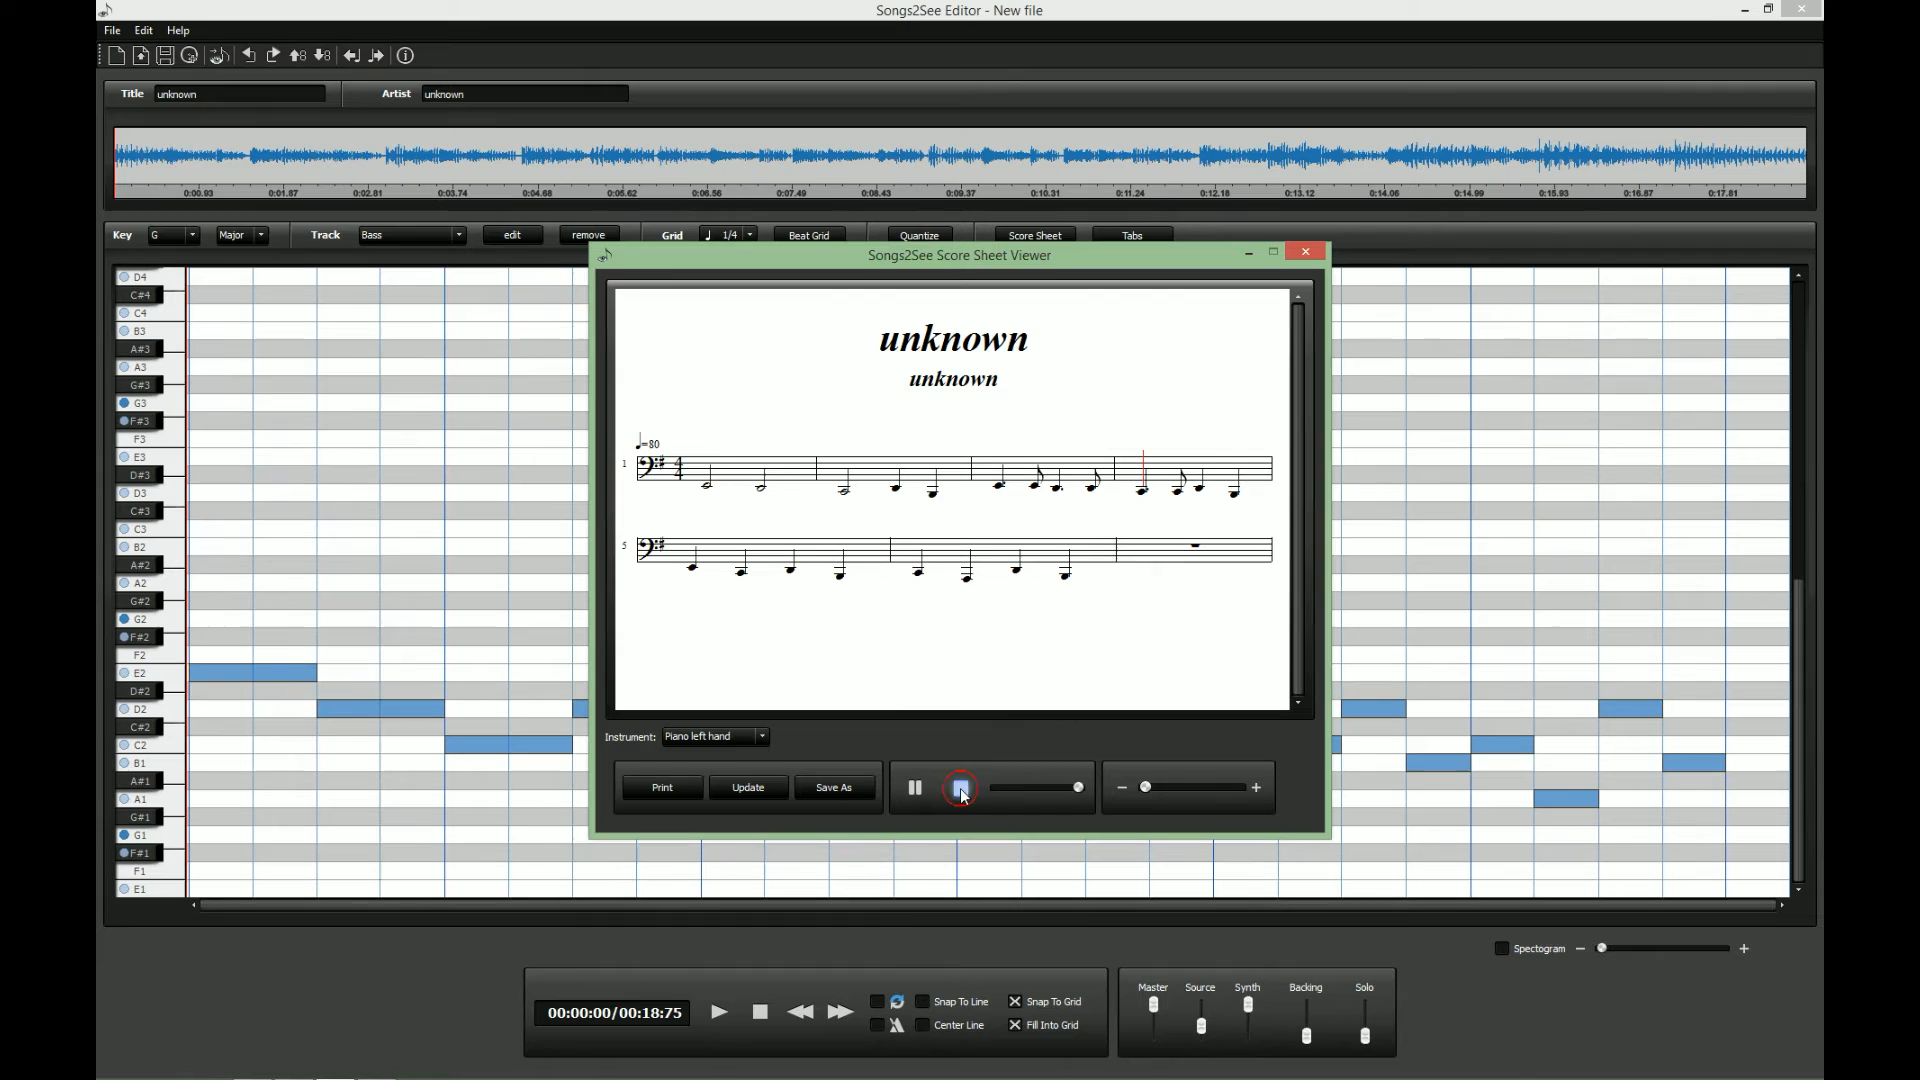 Songs2See Editor - New file
File Edit Help
Title unknown Artist unknown
0:00.93 0:01.87 0:02.81 0:03.74 0:04.68 0:05.62 0:06.56 0:07.49 0:08.43 0:09.37 0:10.31 0:11.24 0:12.18 0:13.12 0:14.06 0:14.99 0:15.93 0:16.87 0:17.81
Key G Major Track Bass edit remove Grid 1/4 Beat Grid Quantize Score Sheet Tabs
Songs2See Score Sheet Viewer
D4
C#4
C4
B3
A#3
A3
G#3
G3
F#3
F3
E3
D#3
D3
C#3
C3
B2
A#2
A2
G#2
G2
F#2
F2
E2
D#2
D2
C#2
C2
B1
A#1
A1
G#1
G1
F#1
F1
E1
unknown
unknown
=80
1
4
4
5
Instrument: Piano left hand
Print Update Save As
Spectogram
00:00:00/00:18:75
Snap To Line Snap To Grid
Center Line Fill Into Grid
Master Source Synth Backing Solo